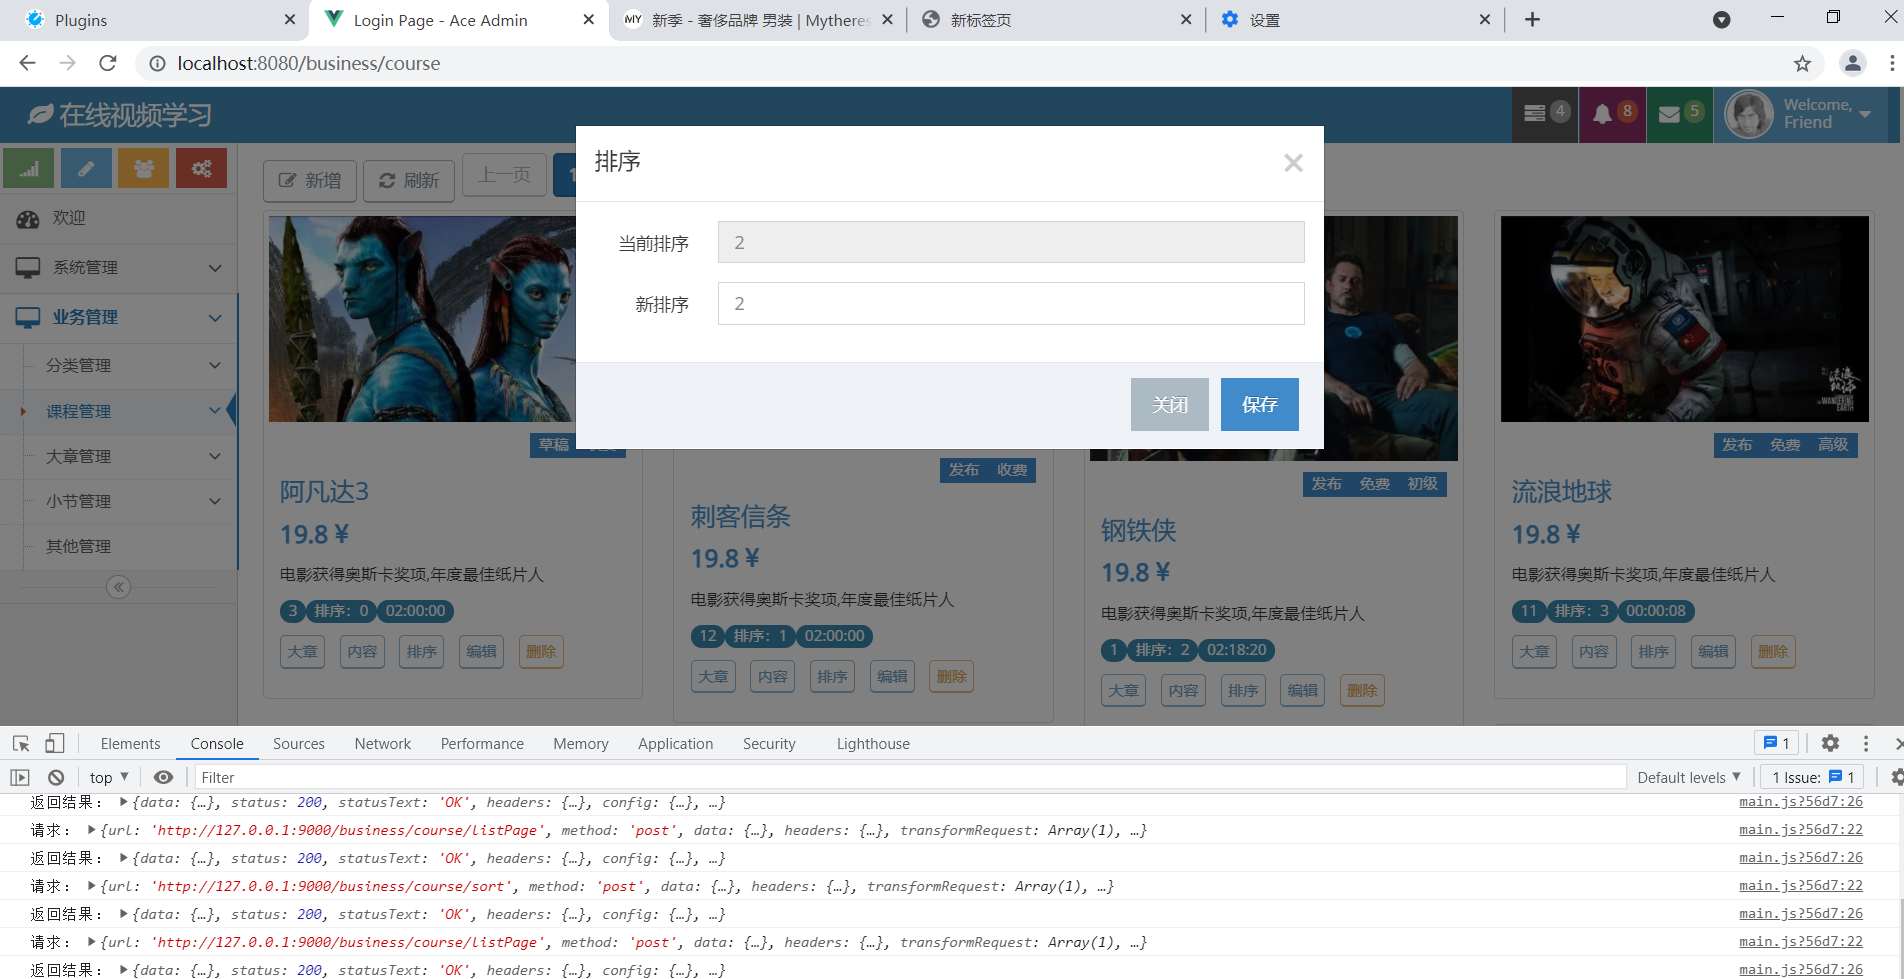 Plugins
Login Page - Ace Admin
MY 新季 - 奢侈品牌 男装 | Mytheres
新标签页
设置
localhost:8080/business/course
在线视频学习
4
8
5
Welcome,
Friend
新增
刷新
上一页
1
欢迎
系统管理
业务管理
分类管理
课程管理
大章管理
小节管理
其他管理
排序
当前排序 2
新排序 2
关闭 保存
草稿
阿凡达3
19.8 ¥
电影获得奥斯卡奖项,年度最佳纸片人
3 排序：0 02:00:00
大章 内容 排序 编辑 删除
发布 收费
刺客信条
19.8 ¥
电影获得奥斯卡奖项,年度最佳纸片人
12 排序：1 02:00:00
大章 内容 排序 编辑 删除
发布 免费 初级
钢铁侠
19.8 ¥
电影获得奥斯卡奖项,年度最佳纸片人
1 排序：2 02:18:20
大章 内容 排序 编辑 删除
流浪地球
THE WANDERING EARTH
发布 免费 高级
流浪地球
19.8 ¥
电影获得奥斯卡奖项,年度最佳纸片人
11 排序：3 00:00:08
大章 内容 排序 编辑 删除
Elements Console Sources Network Performance Memory Application Security Lighthouse 1
top Filter Default levels 1 Issue: 1
返回结果： {data: {…}, status: 200, statusText: 'OK', headers: {…}, config: {…}, …} main.js?56d7:26
请求： {url: 'http://127.0.0.1:9000/business/course/listPage', method: 'post', data: {…}, headers: {…}, transformRequest: Array(1), …} main.js?56d7:22
返回结果： {data: {…}, status: 200, statusText: 'OK', headers: {…}, config: {…}, …} main.js?56d7:26
请求： {url: 'http://127.0.0.1:9000/business/course/sort', method: 'post', data: {…}, headers: {…}, transformRequest: Array(1), …} main.js?56d7:22
返回结果： {data: {…}, status: 200, statusText: 'OK', headers: {…}, config: {…}, …} main.js?56d7:26
请求： {url: 'http://127.0.0.1:9000/business/course/listPage', method: 'post', data: {…}, headers: {…}, transformRequest: Array(1), …} main.js?56d7:22
返回结果： {data: {…}, status: 200, statusText: 'OK', headers: {…}, config: {…}, …} main.js?56d7:26